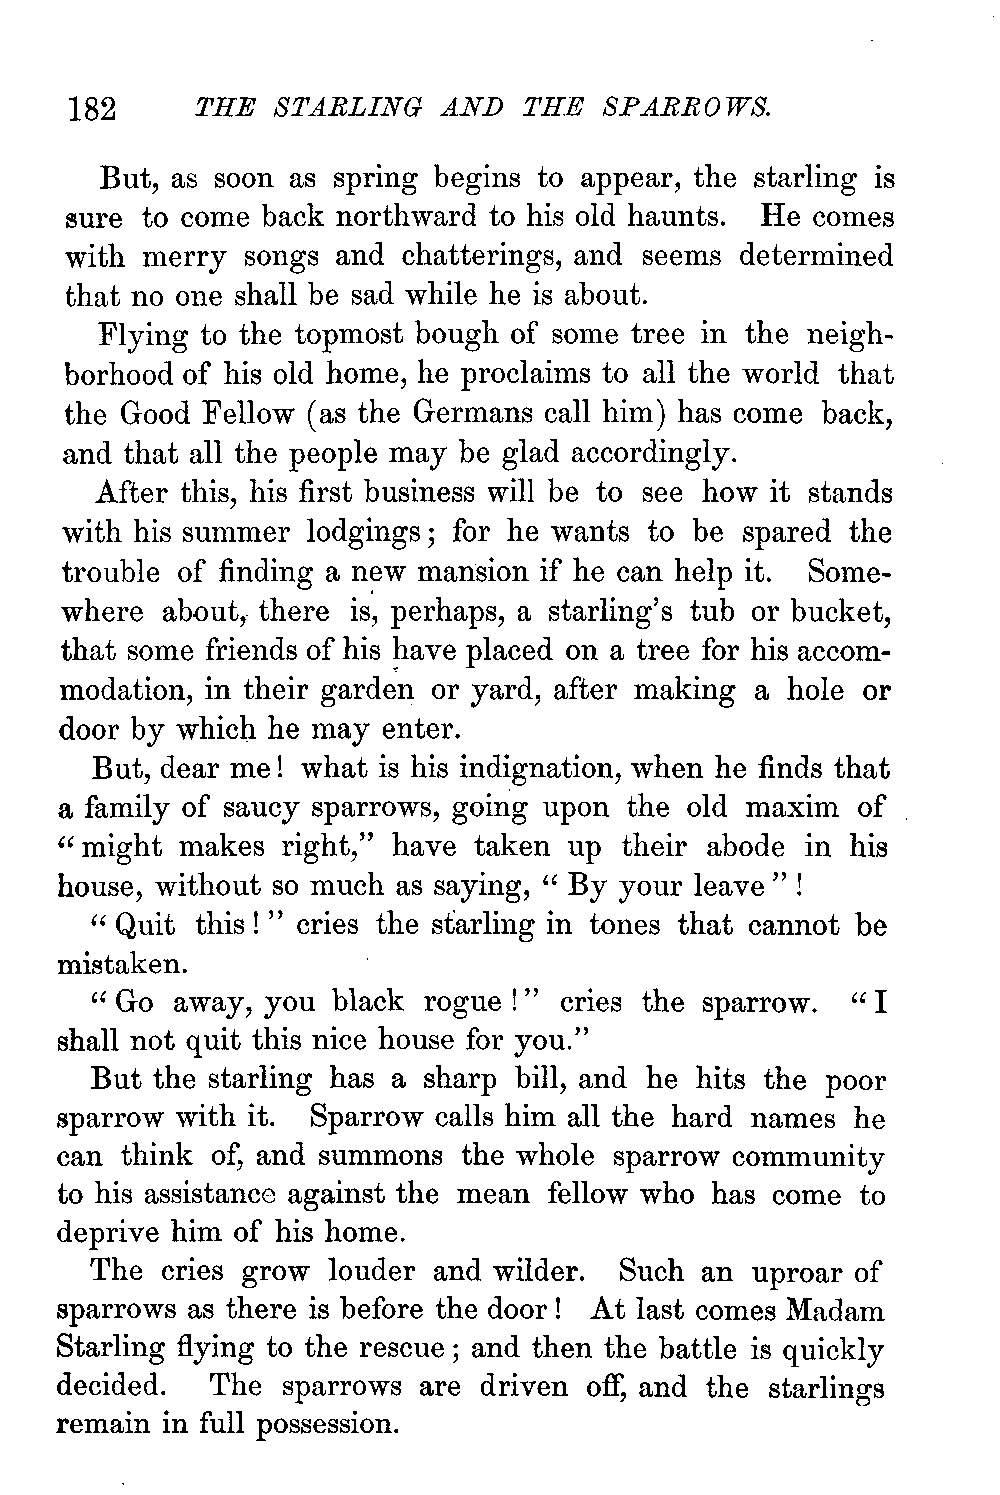 182 THE STARLING AND THE SPARROWS.
But, as soon as spring begins to appear, the starling is
sure to come back northward to his old haunts. He comes
with merry songs and chatterings, and seems determined
that no one shall be sad while he is about.
Flying to the topmost bough of some tree in the neigh-
borhood of his old home, he proclaims to all the world that
the Good Fellow (as the Germans call him) has come back,
and that all the people may be glad accordingly.
After this, his first business will be to see how it stands
with his summer lodgings; for he wants to be spared the
trouble of finding a new mansion if he can help it. Some-
where about, there is, perhaps, a starling's tub or bucket,
that some friends of his have placed on a tree for his accom-
modation, in their garden or yard, after making a hole or
door by which he may enter.
But, dear me! what is his indignation, when he finds that
a family of saucy sparrows, going upon the old maxim of
"might makes right," have taken up their abode in his
house, without so much as saying, "By your leave"!
"Quit this!" cries the starling in tones that cannot be
mistaken.
"Go away, you black rogue!" cries the sparrow. "I
shall not quit this nice house for you."
But the starling has a sharp bill, and he hits the poor
sparrow with it. Sparrow calls him all the hard names he
can think of, and summons the whole sparrow community
to his assistance against the mean fellow who has come to
deprive him of his home.
The cries grow louder and wilder. Such an uproar of
sparrows as there is before the door! At last comes Madam
Starling flying to the rescue; and then the battle is quickly
decided. The sparrows are driven off, and the starlings
remain in full possession.